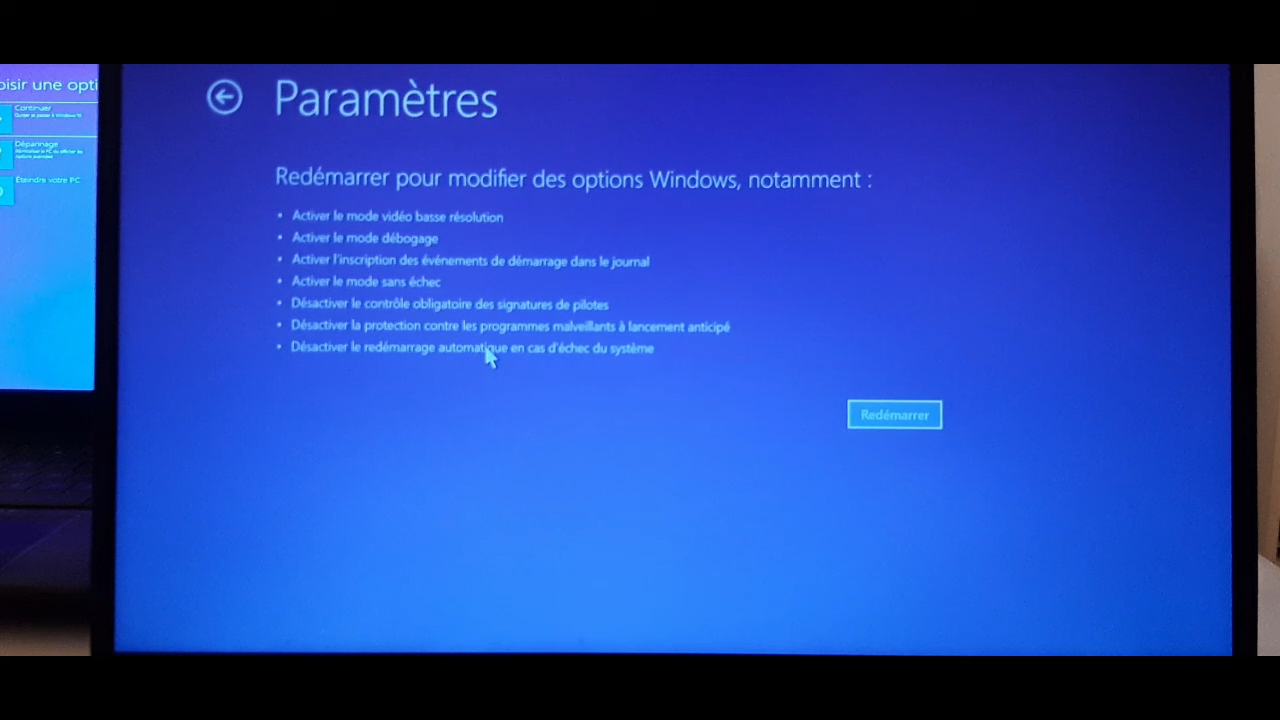 oisir une opti
Continuer
Dépannage
Éteindre votre PC
Paramètres
Redémarrer pour modifier des options Windows, notamment :
• Activer le mode vidéo basse résolution
• Activer le mode débogage
• Activer l'inscription des événements de démarrage dans le journal
• Activer le mode sans échec
• Désactiver le contrôle obligatoire des signatures de pilotes
• Désactiver la protection contre les programmes malveillants à lancement anticipé
• Désactiver le redémarrage automatique en cas d'échec du système
Redémarrer